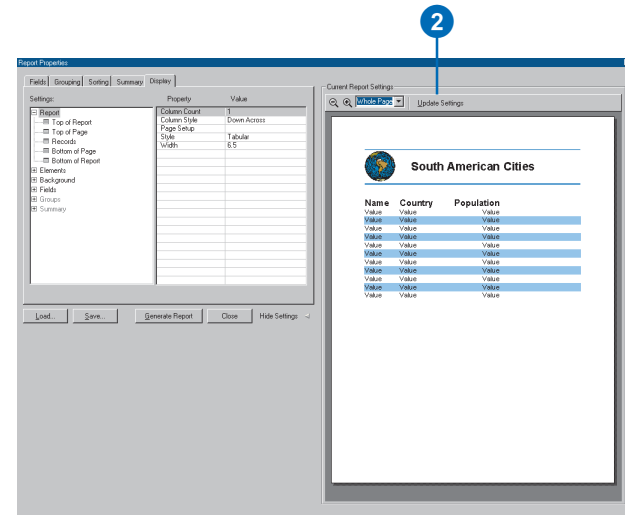 2
Report Properties
Fields Grouping Sorting Summary Display
Settings: Property Value
Report
Top of Report
Top of Page
Records
Bottom of Page
Bottom of Report
Elements
Background
Fields
Groups
Summary
Column Count 1
Column Style Down Across
Page Setup
Style Tabular
Width 6.5
Load... Save... Generate Report Close Hide Settings
Current Report Settings
Whole Page Update Settings
South American Cities
Name Country Population
Value Value Value
Value Value Value
Value Value Value
Value Value Value
Value Value Value
Value Value Value
Value Value Value
Value Value Value
Value Value Value
Value Value Value
Value Value Value